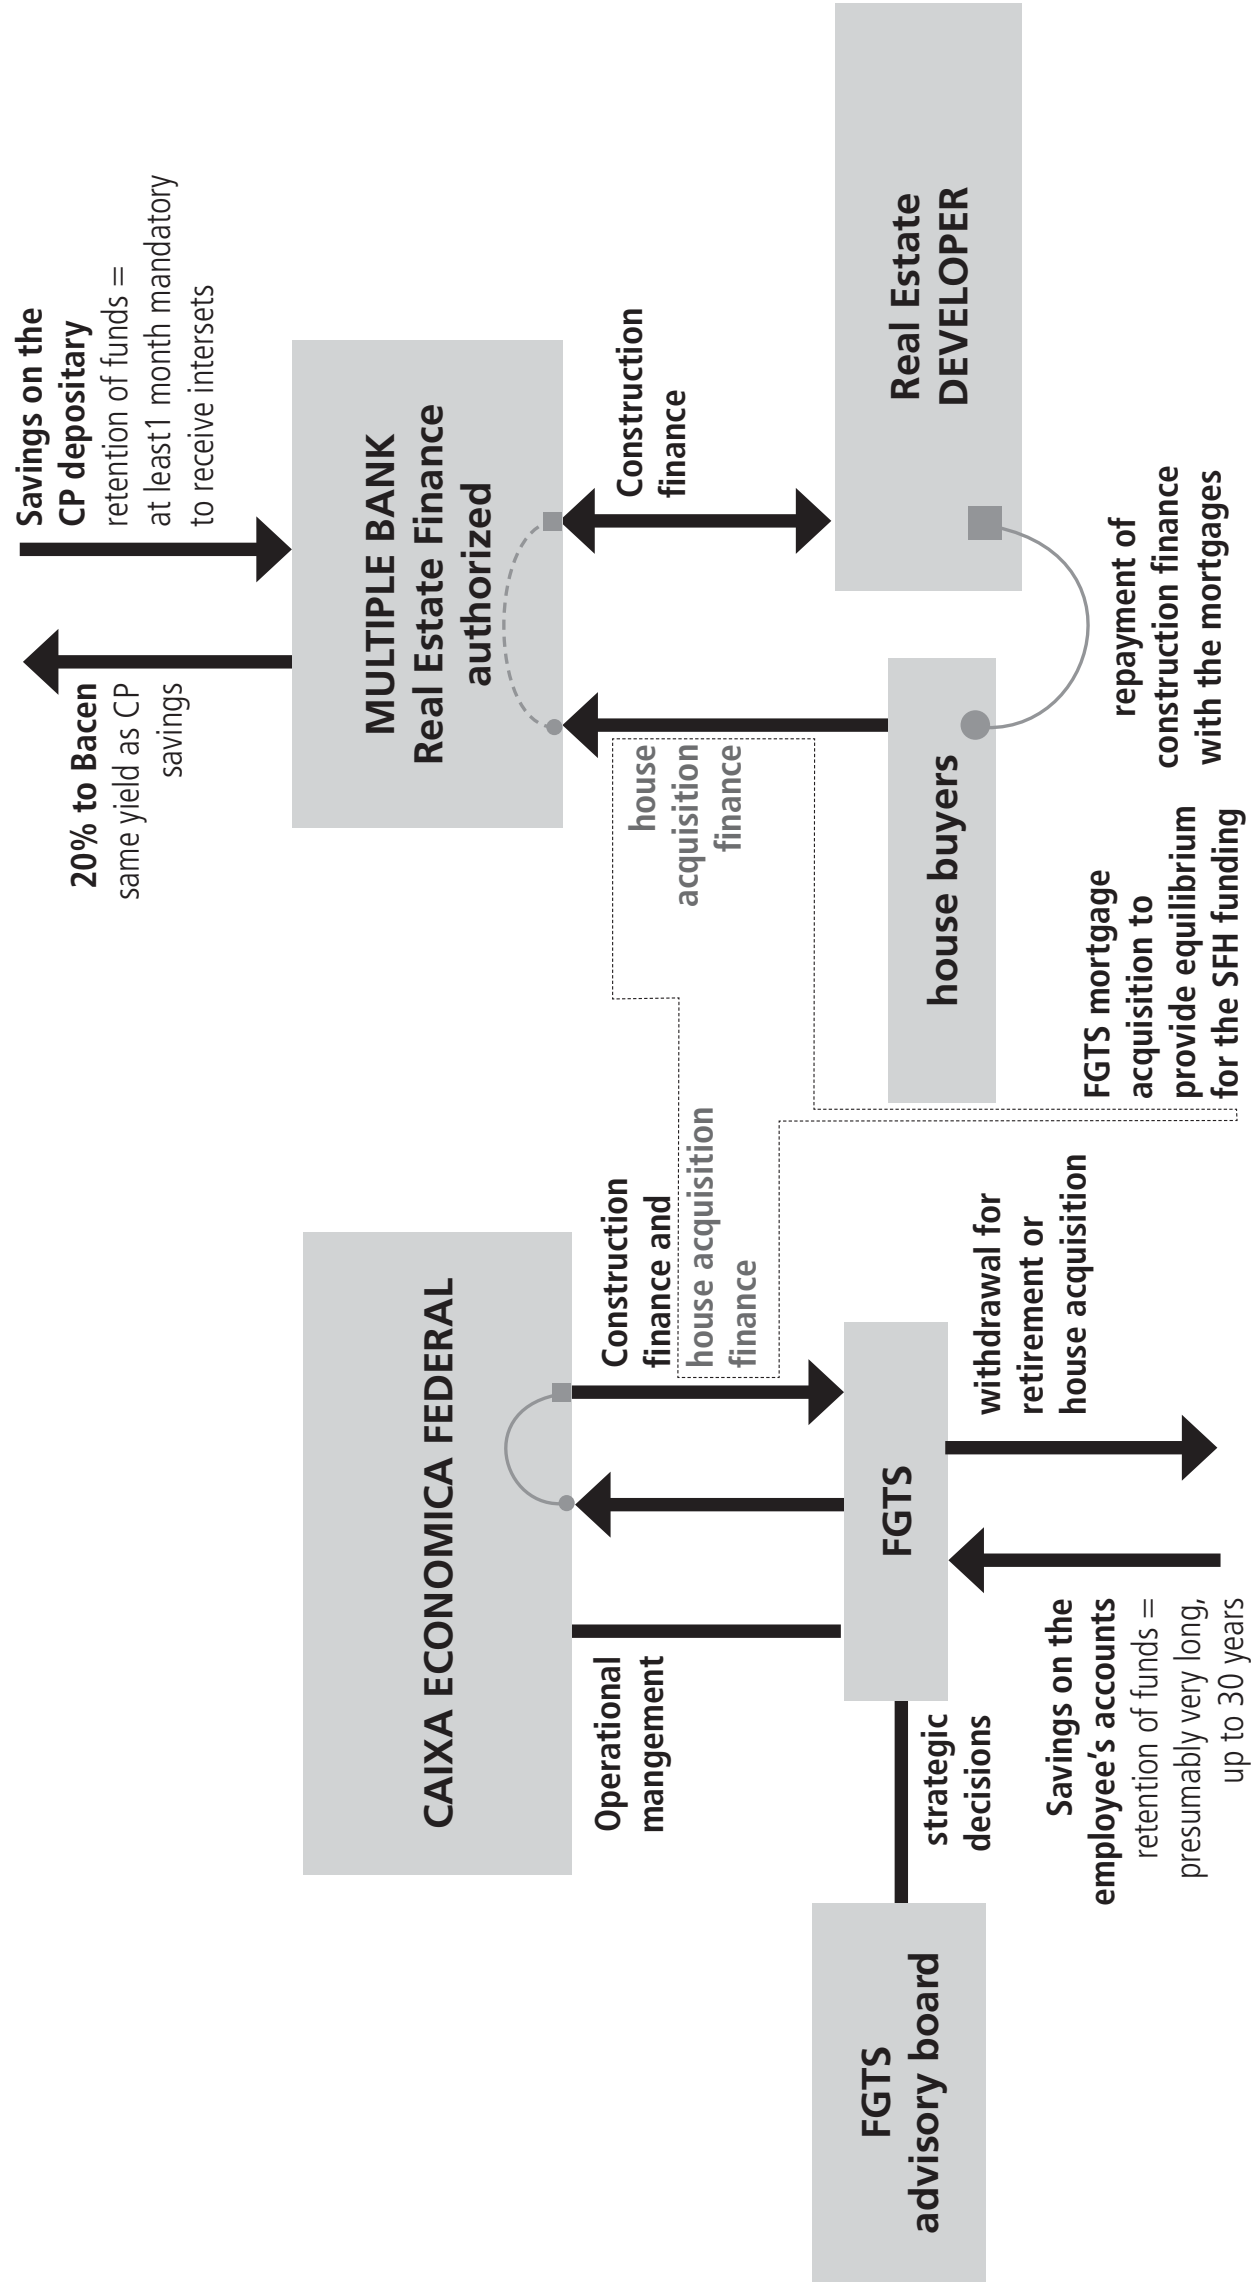 Savings on the
CP depositary
retention of funds =
at least1 month mandatory
to receive intersets
20% to Bacen
same yield as CP
savings
MULTIPLE BANK
Real Estate Finance
authorized
Construction
finance
Real Estate
DEVELOPER
house
acquisition
finance
house buyers
repayment of
construction finance
with the mortgages
FGTS mortgage
acquisition to
provide equilibrium
for the SFH funding
CAIXA ECONOMICA FEDERAL
Construction
finance and
house acquisition
finance
Operational
mangement
FGTS
withdrawal for
retirement or
house acquisition
strategic
decisions
Savings on the
employee's accounts
retention of funds =
presumably very long,
up to 30 years
FGTS
advisory board